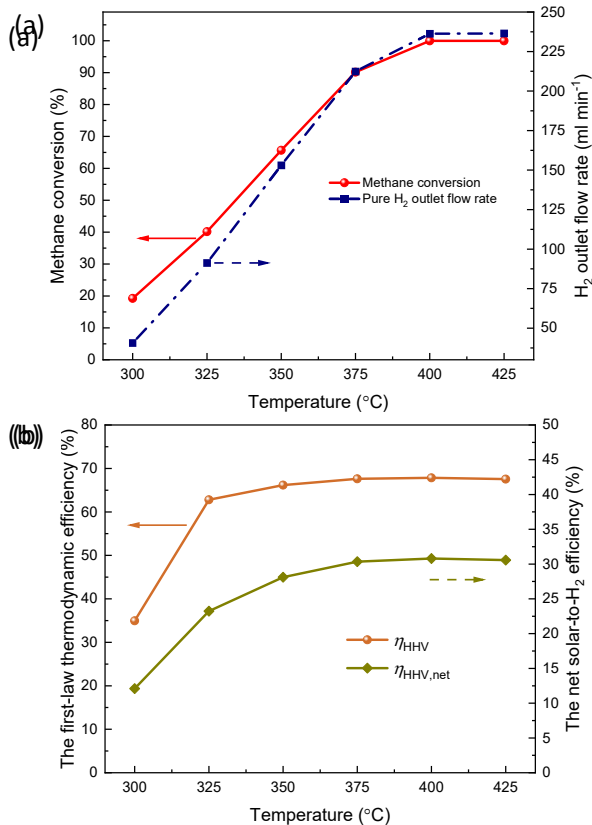 (a)
(a)
Methane conversion (%)
100
90
80
70
60
50
40
30
20
10
0
250
225
200
175
150
125
100
75
50
H₂ outlet flow rate (ml min⁻¹)
Methane conversion
Pure H₂ outlet flow rate
300 325 350 375 400 425
Temperature (°C)
(b)
(b)
The first-law thermodynamic efficiency (%)
80
70
60
50
40
30
20
10
0
50
45
40
35
30
25
20
15
10
5
0
The net solar-to-H₂ efficiency (%)
ηHHV
ηHHV,net
300 325 350 375 400 425
Temperature (°C)